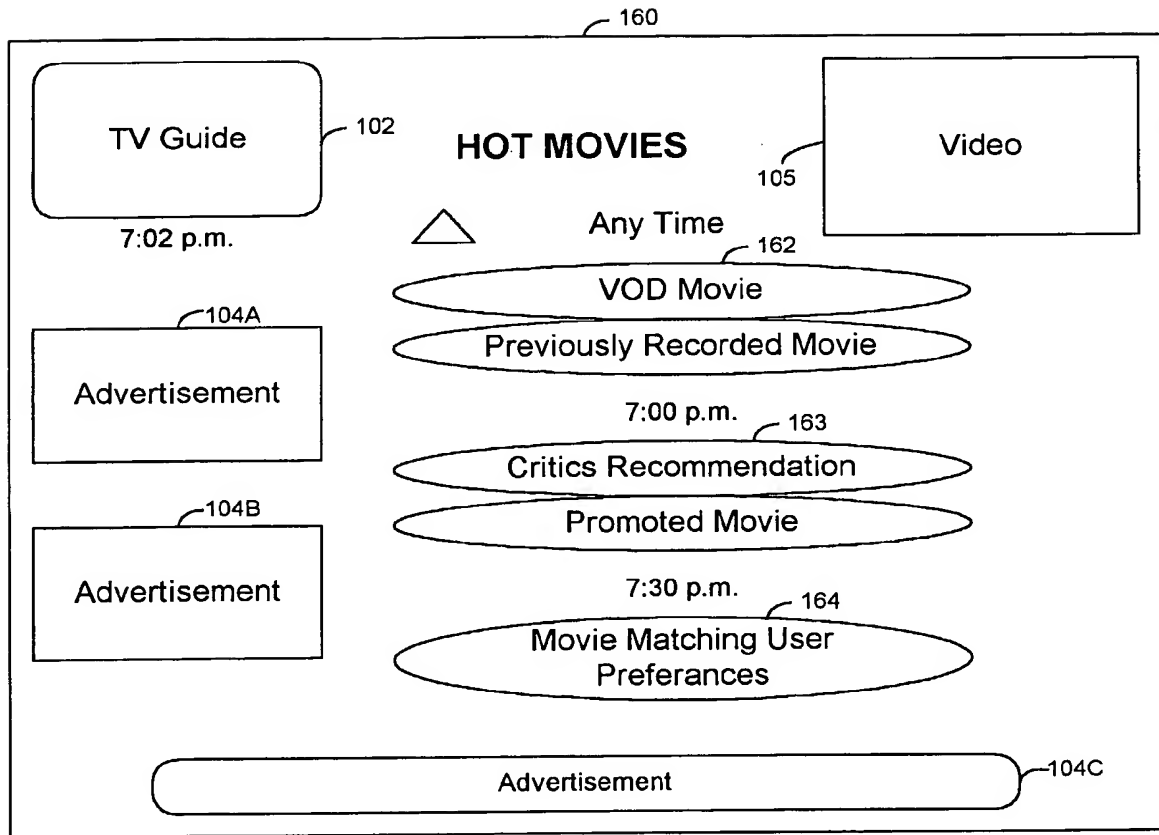 160
TV Guide
102
HOT MOVIES
105
Video
7:02 p.m.
Any Time
162
VOD Movie
Previously Recorded Movie
104A
Advertisement
7:00 p.m.
163
Critics Recommendation
Promoted Movie
104B
Advertisement
7:30 p.m.
164
Movie Matching User
Preferances
Advertisement
104C